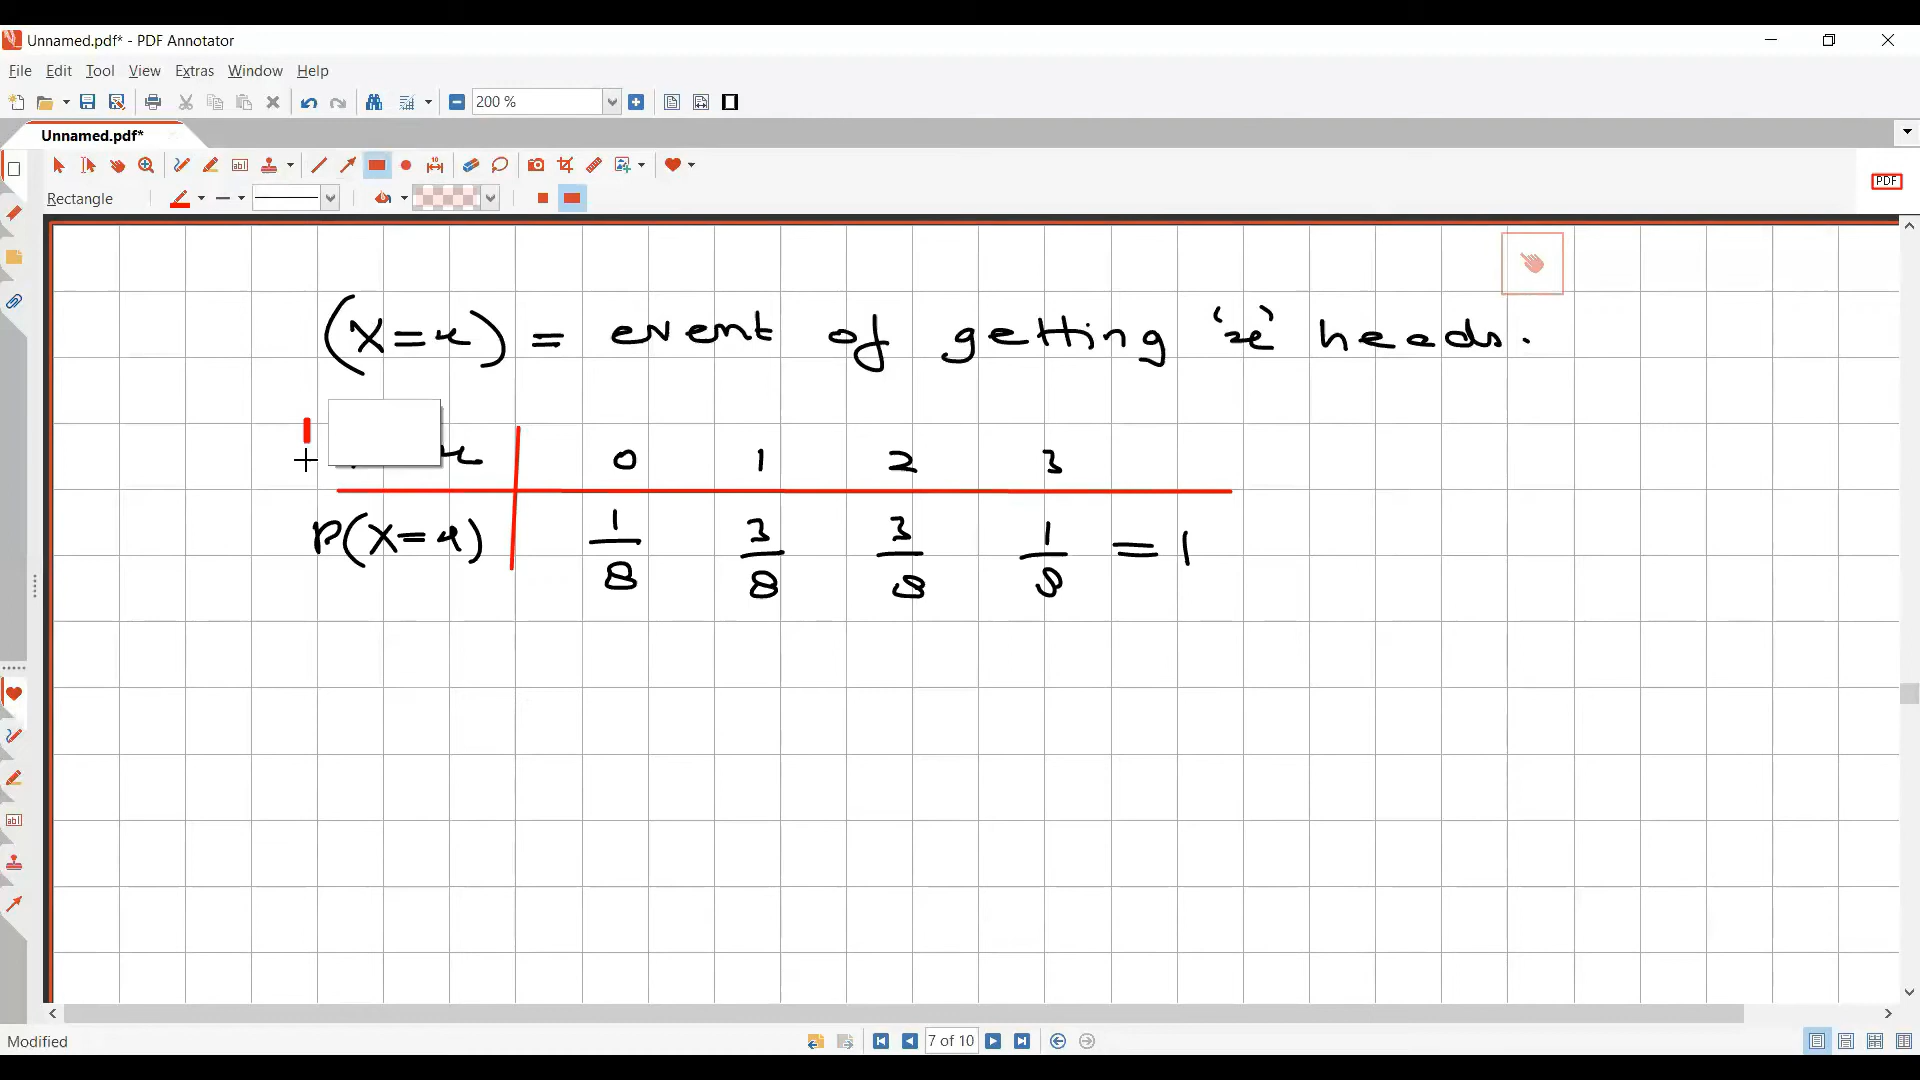 Unnamed.pdf* - PDF Annotator
File Edit Tool View Extras Window Help
200 %
Unnamed.pdf*
PDF
Rectangle
(X=x) = event of getting 'x' heads.
x 0 1 2 3
P(X=x) 1/8 3/8 3/8 1/8 = 1
Modified
7 of 10